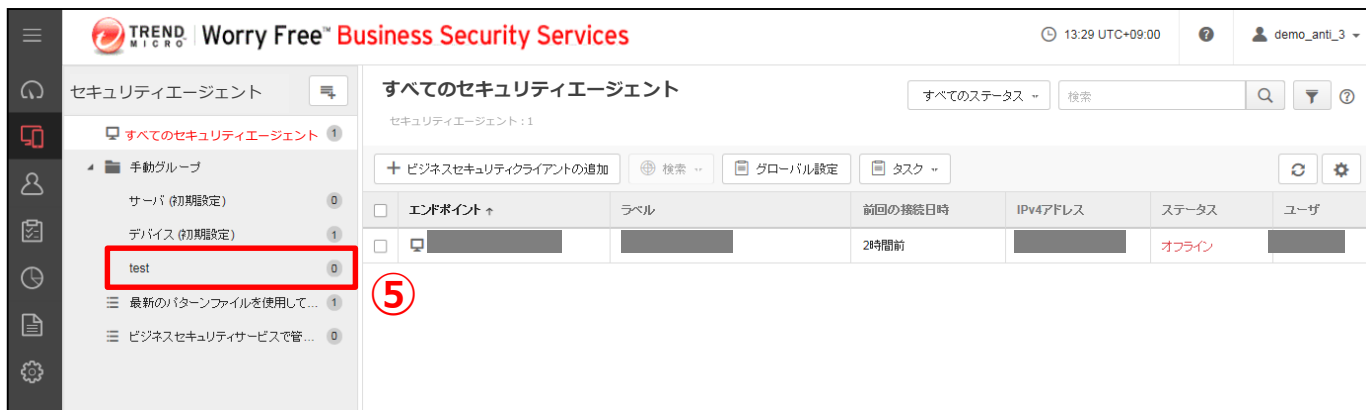 TREND MICRO Worry Free™ Business Security Services
13:29 UTC+09:00
demo_anti_3
セキュリティエージェント
すべてのセキュリティエージェント 1
手動グループ
サーバ (初期設定) 0
デバイス (初期設定) 1
test 0
最新のパターンファイルを使用して... 1
ビジネスセキュリティサービスで管... 0
⑤
すべてのセキュリティエージェント
セキュリティエージェント : 1
すべてのステータス
検索
ビジネスセキュリティクライアントの追加
検索
グローバル設定
タスク
エンドポイント ↑ ラベル 前回の接続日時 IPv4アドレス ステータス ユーザ
2時間前 オフライン